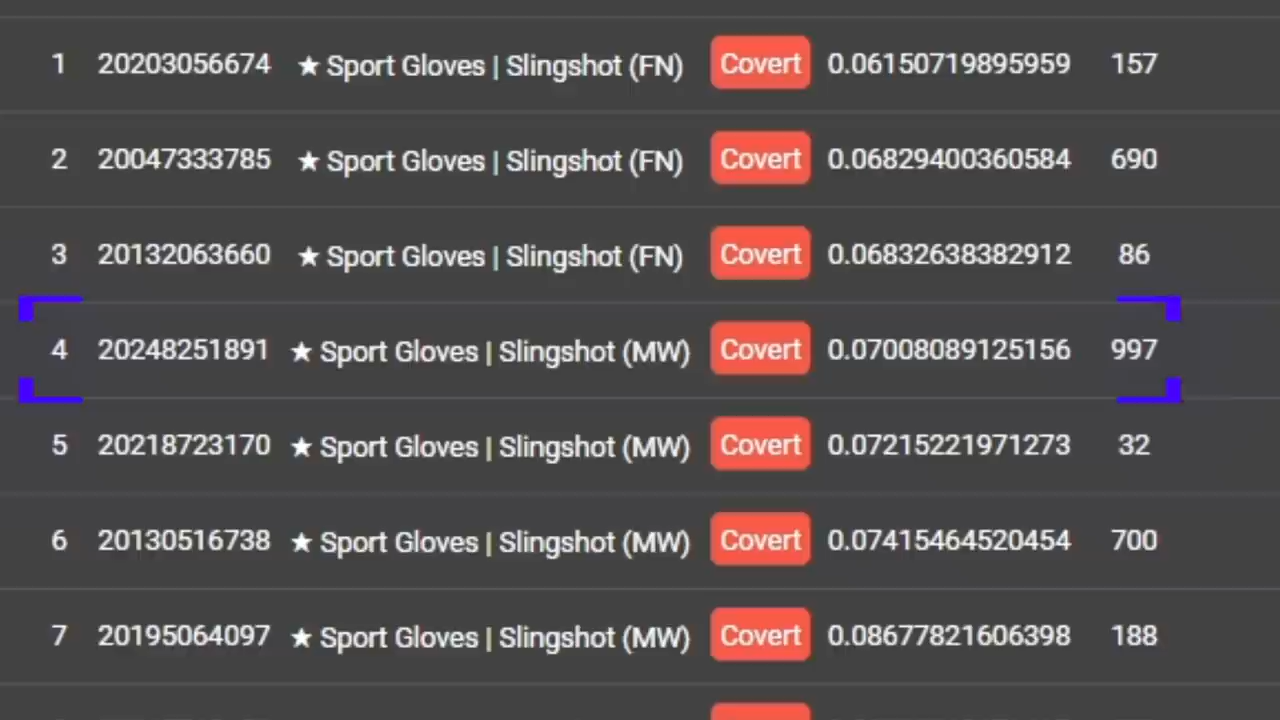 1 20203056674 ★ Sport Gloves | Slingshot (FN) Covert 0.06150719895959 157
2 20047333785 ★ Sport Gloves | Slingshot (FN) Covert 0.06829400360584 690
3 20132063660 ★ Sport Gloves | Slingshot (FN) Covert 0.06832638382912 86
4 20248251891 ★ Sport Gloves | Slingshot (MW) Covert 0.07008089125156 997
5 20218723170 ★ Sport Gloves | Slingshot (MW) Covert 0.07215221971273 32
6 20130516738 ★ Sport Gloves | Slingshot (MW) Covert 0.07415464520454 700
7 20195064097 ★ Sport Gloves | Slingshot (MW) Covert 0.08677821606398 188